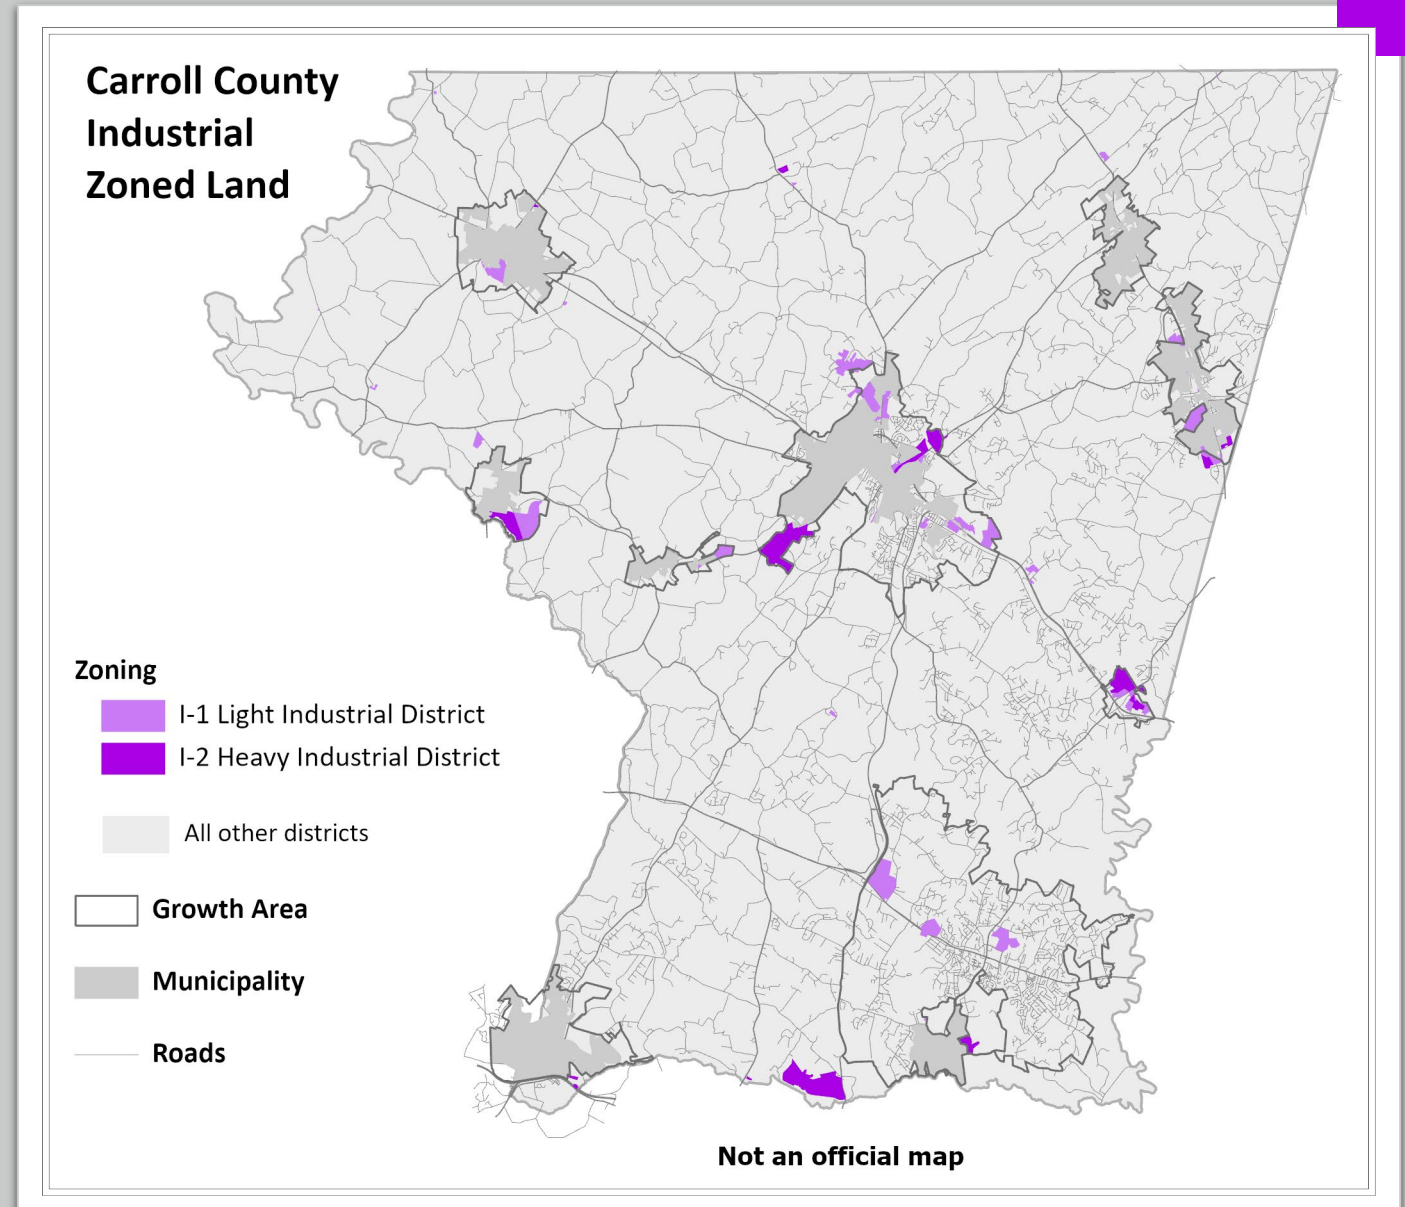 Carroll County
Industrial
Zoned Land
Zoning
I-1 Light Industrial District
I-2 Heavy Industrial District
All other districts
Growth Area
Municipality
Roads
Not an official map